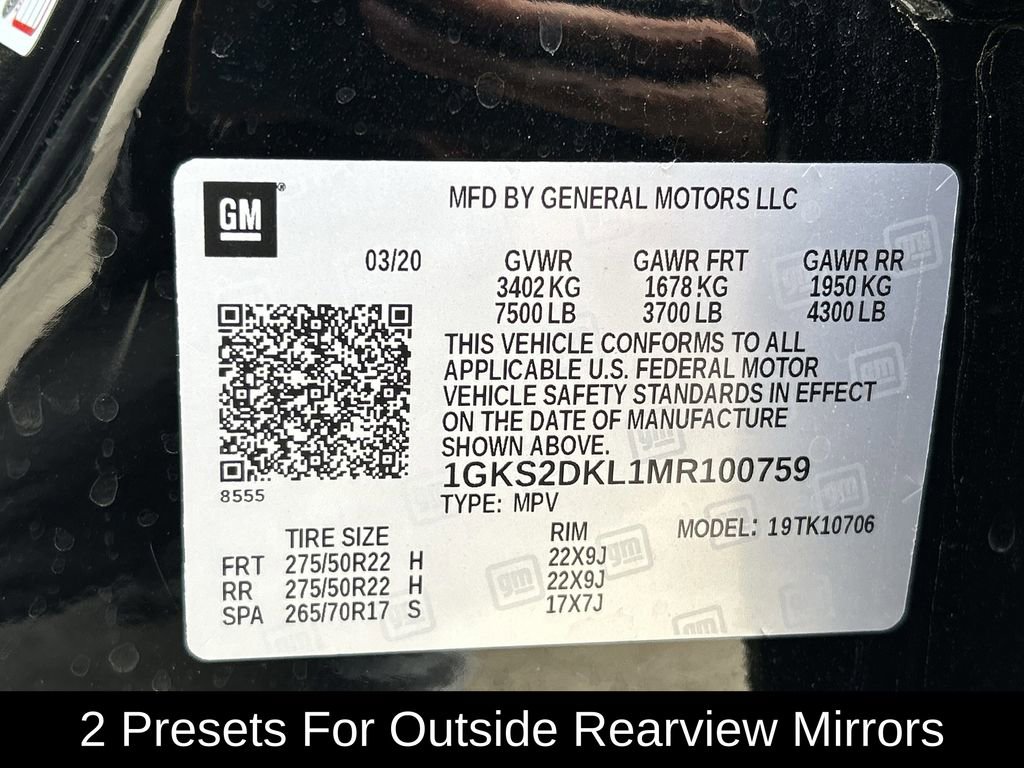 GM
MFD BY GENERAL MOTORS LLC
03/20 GVWR GAWR FRT GAWR RR
3402 KG 1678 KG 1950 KG
7500 LB 3700 LB 4300 LB
THIS VEHICLE CONFORMS TO ALL
APPLICABLE U.S. FEDERAL MOTOR
VEHICLE SAFETY STANDARDS IN EFFECT
ON THE DATE OF MANUFACTURE
SHOWN ABOVE.
1GKS2DKL1MR100759
8555
TYPE: MPV
MODEL: 19TK10706
TIRE SIZE RIM
FRT 275/50R22 H 22X9J
RR 275/50R22 H 22X9J
SPA 265/70R17 S 17X7J
2 Presets For Outside Rearview Mirrors